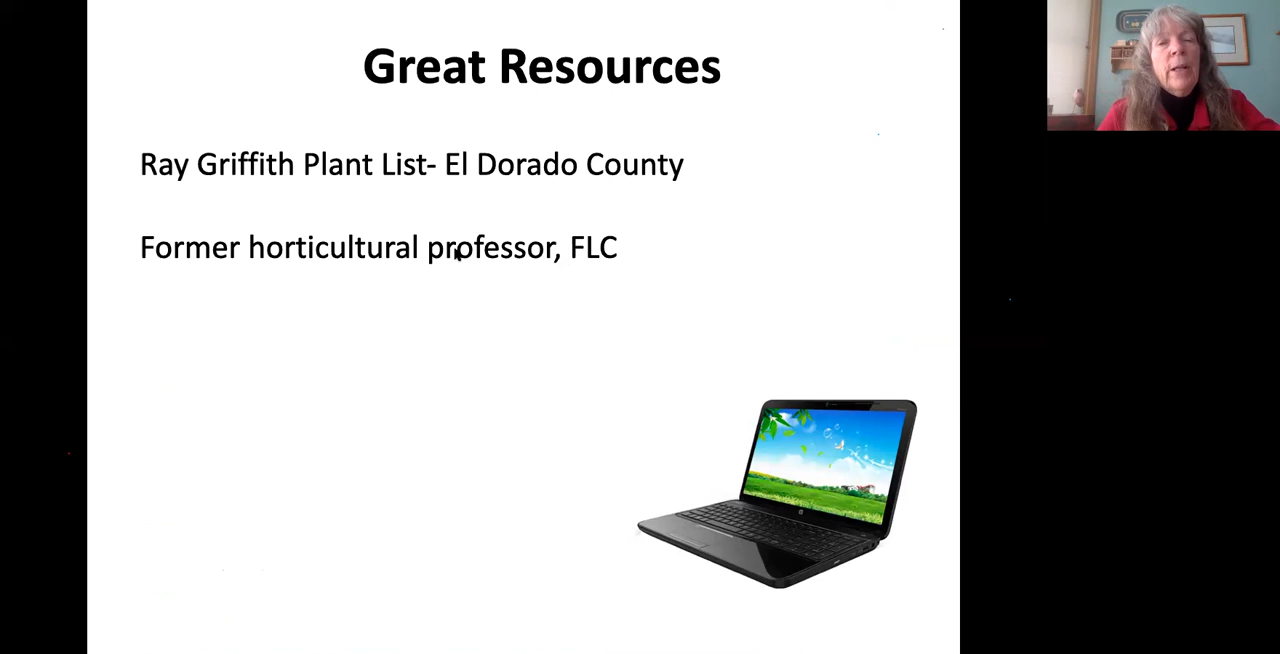 Great Resources
Ray Griffith Plant List- El Dorado County
Former horticultural professor, FLC